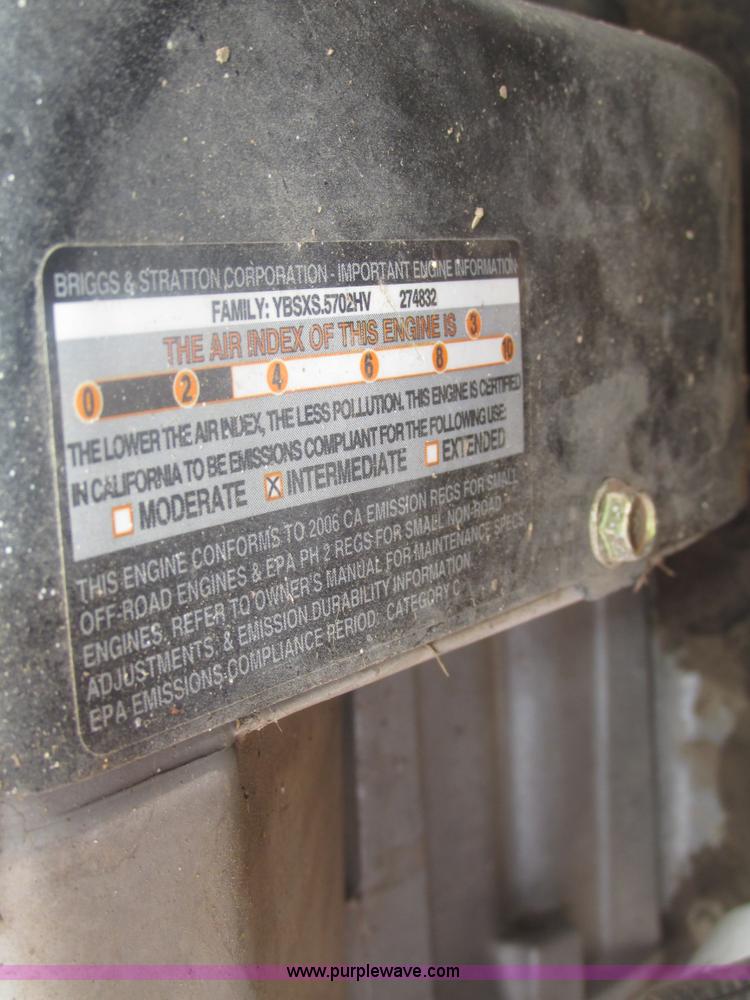 BRIGGS & STRATTON CORPORATION - IMPORTANT ENGINE INFORMATION
FAMILY: YBSXS.5702HV 274832
THE AIR INDEX OF THIS ENGINE IS 3
0 2 4 6 8 10
THE LOWER THE AIR INDEX, THE LESS POLLUTION. THIS ENGINE IS CERTIFIED
IN CALIFORNIA TO BE EMISSIONS COMPLIANT FOR THE FOLLOWING USE:
MODERATE INTERMEDIATE EXTENDED
THIS ENGINE CONFORMS TO 2006 CA EMISSION REGS FOR SMALL
OFF-ROAD ENGINES & EPA PH 2 REGS FOR SMALL NON-ROAD
ENGINES. REFER TO OWNER'S MANUAL FOR MAINTENANCE SPECS
ADJUSTMENTS, & EMISSION DURABILITY INFORMATION.
EPA EMISSIONS COMPLIANCE PERIOD: CATEGORY C
www.purplewave.com